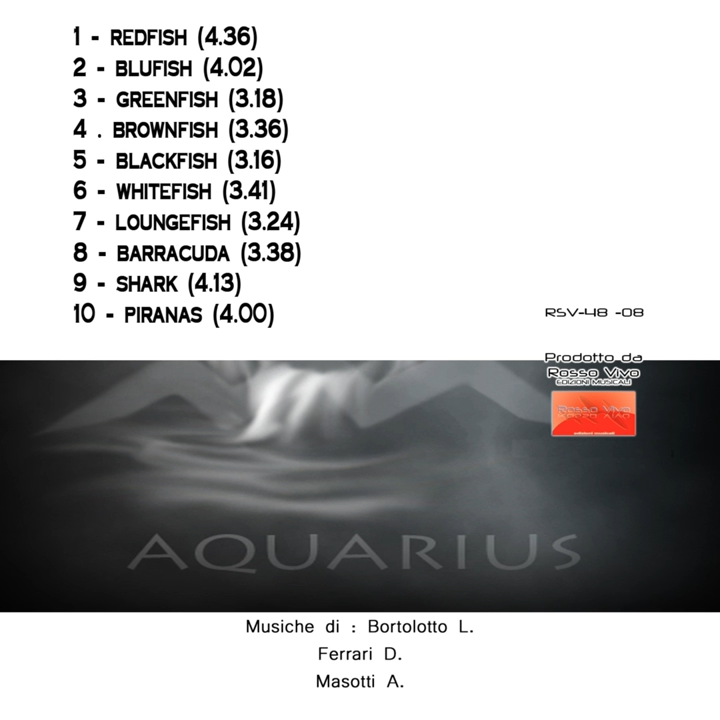 1 - REDFISH (4.36)
2 - BLUFISH (4.02)
3 - GREENFISH (3.18)
4 . BROWNFISH (3.36)
5 - BLACKFISH (3.16)
6 - WHITEFISH (3.41)
7 - LOUNGEFISH (3.24)
8 - BARRACUDA (3.38)
9 - SHARK (4.13)
10 - PIRANAS (4.00)
RSV-48 -08
Prodotto da
Rosso Vivo
EDIZIONI MUSICALI
Rosso Vivo
AQUARIUS
Musiche di : Bortolotto L.
Ferrari D.
Masotti A.